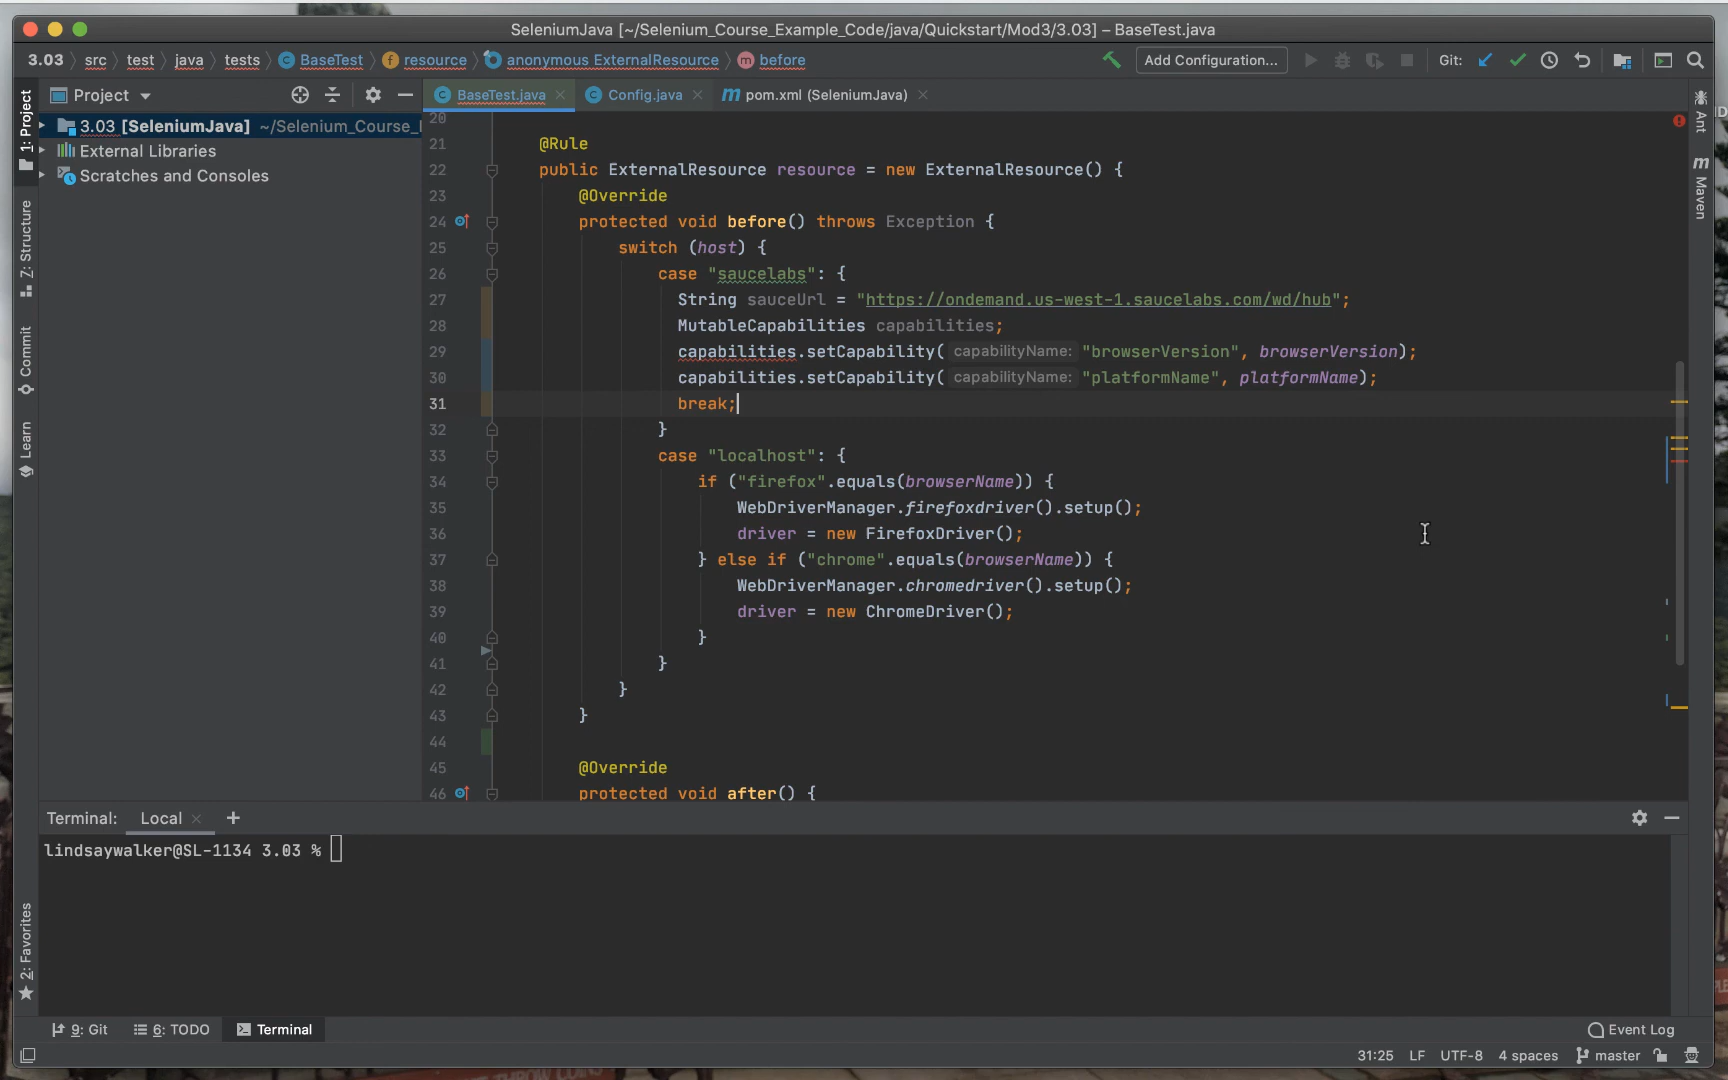 SeleniumJava [~/Selenium_Course_Example_Code/java/Quickstart/Mod3/3.03] – BaseTest.java
3.03 src test java tests BaseTest resource anonymous ExternalResource before Add Configuration... Git:
Project BaseTest.java Config.java pom.xml (SeleniumJava)
3.03 [SeleniumJava] ~/Selenium_Course_
External Libraries
Scratches and Consoles
1: Project
Z: Structure
Commit
Learn
2: Favorites
Ant
Maven
20
21 @Rule
22 public ExternalResource resource = new ExternalResource() {
23 @Override
24 protected void before() throws Exception {
25 switch (host) {
26 case "saucelabs": {
27 String sauceUrl = "https://ondemand.us-west-1.saucelabs.com/wd/hub";
28 MutableCapabilities capabilities;
29 capabilities.setCapability( capabilityName: "browserVersion", browserVersion);
30 capabilities.setCapability( capabilityName: "platformName", platformName);
31 break;
32 }
33 case "localhost": {
34 if ("firefox".equals(browserName)) {
35 WebDriverManager.firefoxdriver().setup();
36 driver = new FirefoxDriver();
37 } else if ("chrome".equals(browserName)) {
38 WebDriverManager.chromedriver().setup();
39 driver = new ChromeDriver();
40 }
41 }
42 }
43 }
44
45 @Override
46 protected void after() {
Terminal: Local
lindsaywalker@SL-1134 3.03 %
9: Git 6: TODO Terminal Event Log
31:25 LF UTF-8 4 spaces master